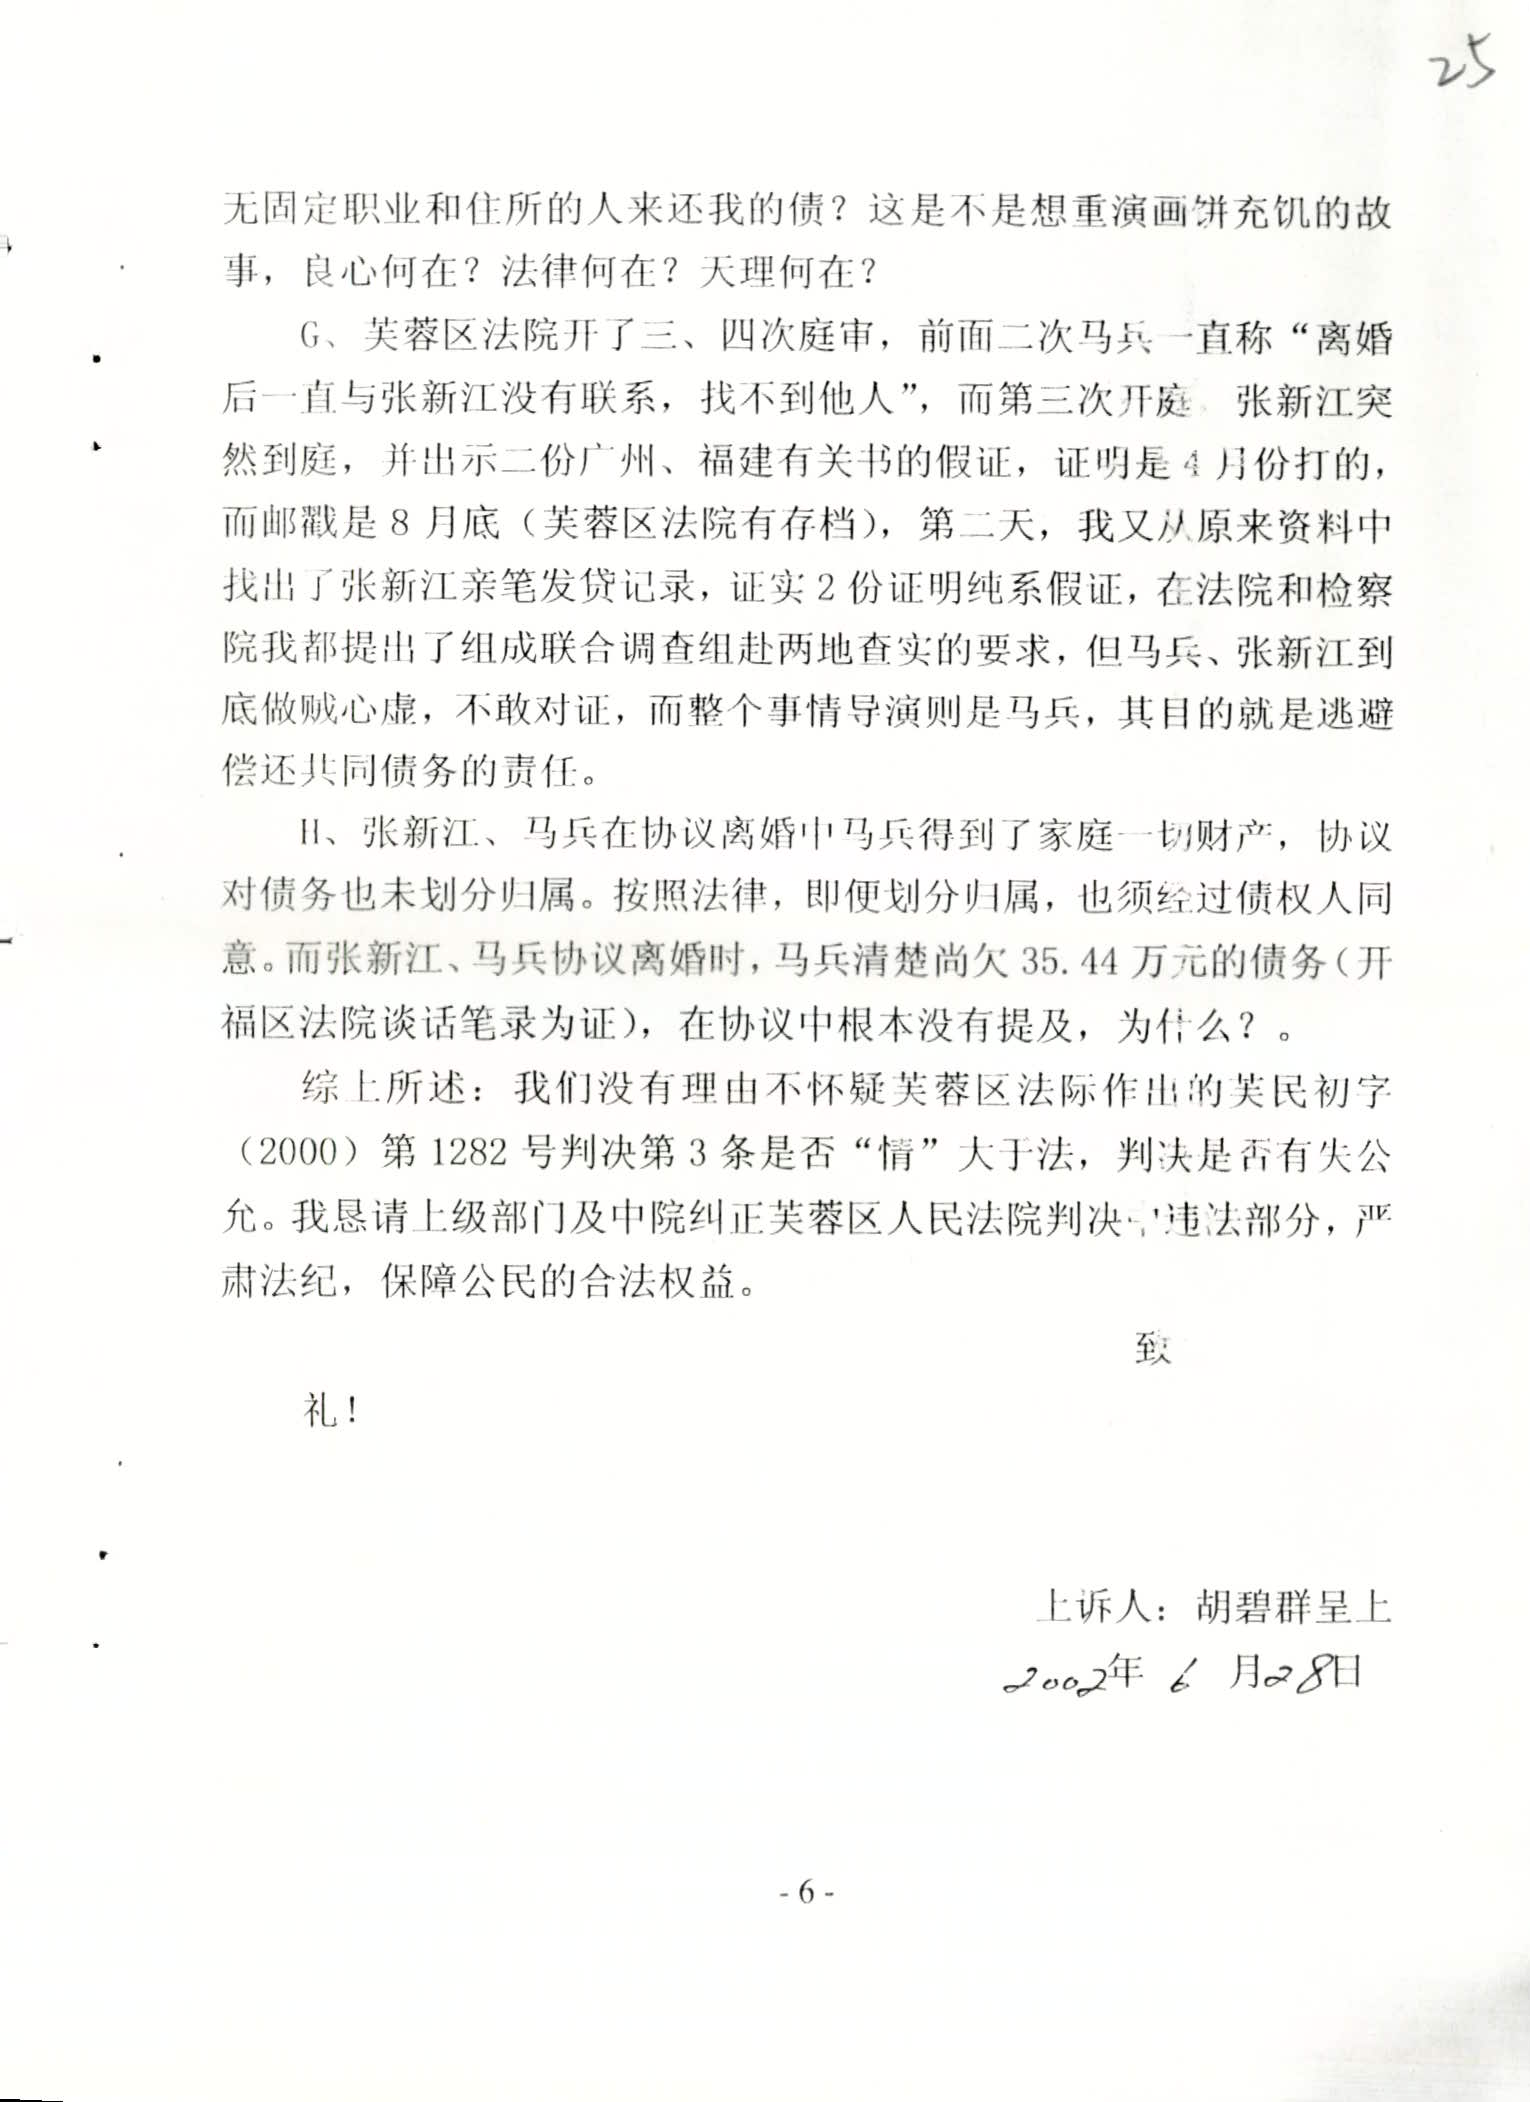 25
无固定职业和住所的人来还我的债？这是不是想重演画饼充饥的故
事，良心何在？法律何在？天理何在？
G、芙蓉区法院开了三、四次庭审，前面二次马兵一直称“离婚
后一直与张新江没有联系，找不到他人”，而第三次开庭 张新江突
然到庭，并出示二份广州、福建有关书的假证，证明是 4 月份打的，
而邮戳是 8 月底（芙蓉区法院有存档），第二天，我又从原来资料中
找出了张新江亲笔发贷记录，证实 2 份证明纯系假证，在法院和检察
院我都提出了组成联合调查组赴两地查实的要求，但马兵、张新江到
底做贼心虚，不敢对证，而整个事情导演则是马兵，其目的就是逃避
偿还共同债务的责任。
H、张新江、马兵在协议离婚中马兵得到了家庭一切财产，协议
对债务也未划分归属。按照法律，即便划分归属，也须经过债权人同
意。而张新江、马兵协议离婚时，马兵清楚尚欠 35.44 万元的债务（开
福区法院谈话笔录为证），在协议中根本没有提及，为什么？。
综上所述：我们没有理由不怀疑芙蓉区法际作出的芙民初字
（2000）第 1282 号判决第 3 条是否“情”大于法，判决是否有失公
允。我恳请上级部门及中院纠正芙蓉区人民法院判决中违法部分，严
肃法纪，保障公民的合法权益。
致
礼！
上诉人：胡碧群呈上
2002年 6 月28日
- 6 -